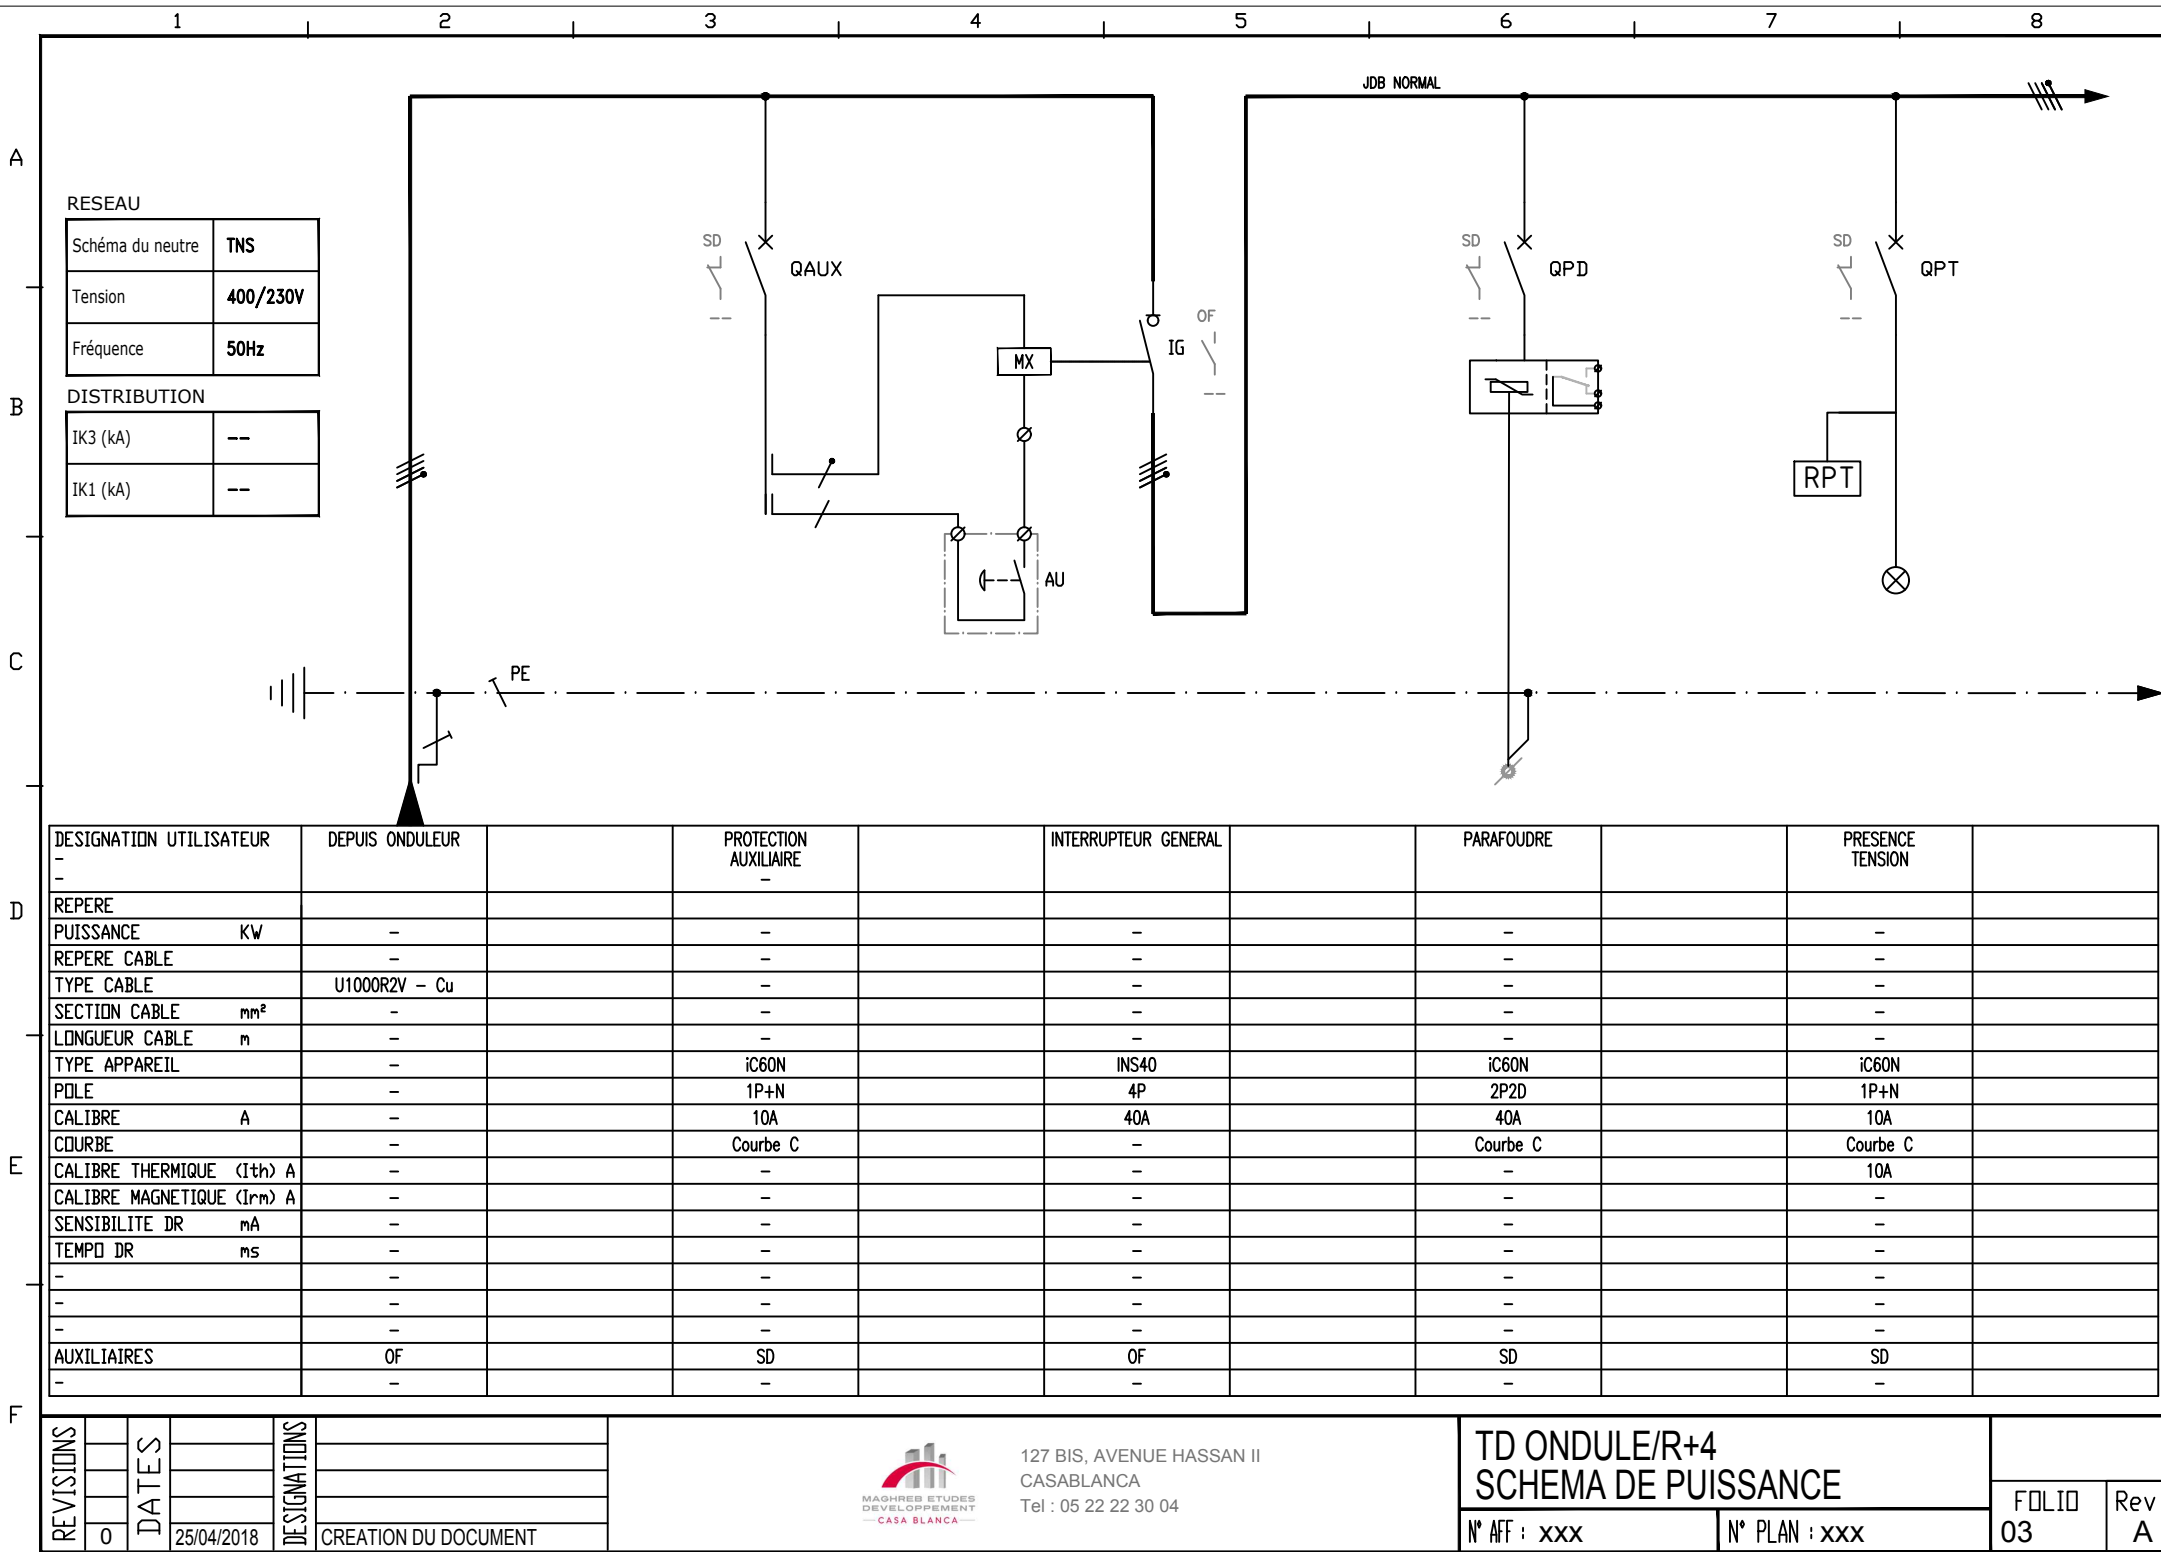 1 2 3 4 5 6 7 8
JDB NORMAL
A
RESEAU
Schéma du neutre TNS
Tension 400/230V
Fréquence 50Hz
DISTRIBUTION
IK3 (kA) --
IK1 (kA) --
SD
QAUX
--
MX
IG
OF
--
AU
SD
QPD
--
SD
QPT
--
RPT
B
C
PE
DESIGNATION UTILISATEUR DEPUIS ONDULEUR PROTECTION INTERRUPTEUR GENERAL PARAFOUDRE PRESENCE
- AUXILIAIRE TENSION
- -
D
REPERE
PUISSANCE KW - - - - -
REPERE CABLE - - - - -
TYPE CABLE U1000R2V - Cu - - - -
SECTION CABLE mm² - - - - -
LONGUEUR CABLE m - - - - -
TYPE APPAREIL - iC60N INS40 iC60N iC60N
POLE - 1P+N 4P 2P2D 1P+N
CALIBRE A - 10A 40A 40A 10A
COURBE - Courbe C - Courbe C Courbe C
E
CALIBRE THERMIQUE (Ith) A - - - - 10A
CALIBRE MAGNETIQUE (Irm) A - - - - -
SENSIBILITE DR mA - - - - -
TEMPO DR ms - - - - -
- - - - - -
- - - - - -
- - - - - -
AUXILIAIRES OF SD OF SD SD
- - - - - -
F
REVISIONS
0
DATES
25/04/2018
DESIGNATIONS
CREATION DU DOCUMENT
MAGHREB ETUDES
DEVELOPPEMENT
CASA BLANCA
127 BIS, AVENUE HASSAN II
CASABLANCA
Tel : 05 22 22 30 04
TD ONDULE/R+4
SCHEMA DE PUISSANCE
N° AFF : XXX
N° PLAN : XXX
FOLIO
03
Rev
A